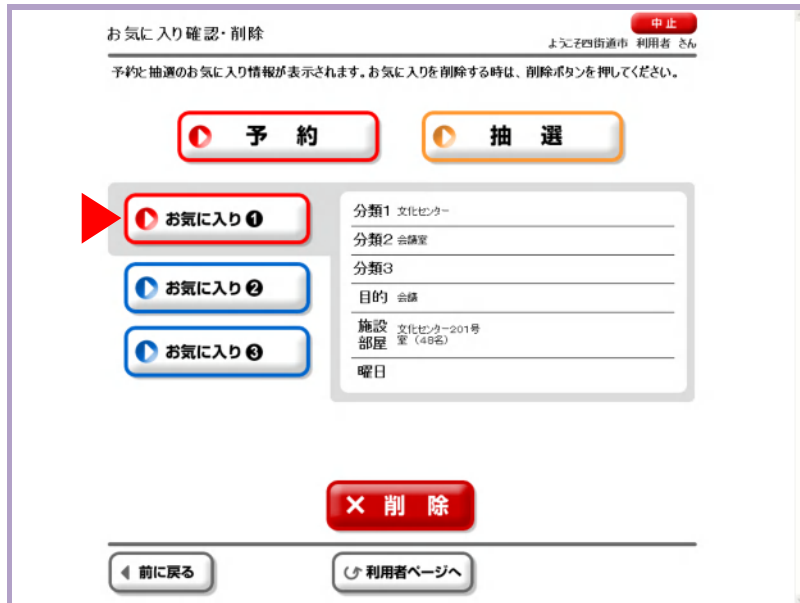 お気に入り確認・削除
中止
ようこそ四街道市 利用者 さん
予約と抽選のお気に入り情報が表示されます。お気に入りを削除する時は、削除ボタンを押してください。
予 約
抽 選
お気に入り❶
分類1 文化センター
分類2 会議室
分類3
お気に入り❷
目的 会議
施設部屋 文化センター201号
室（48名）
お気に入り❸
曜日
× 削 除
前に戻る
利用者ページへ